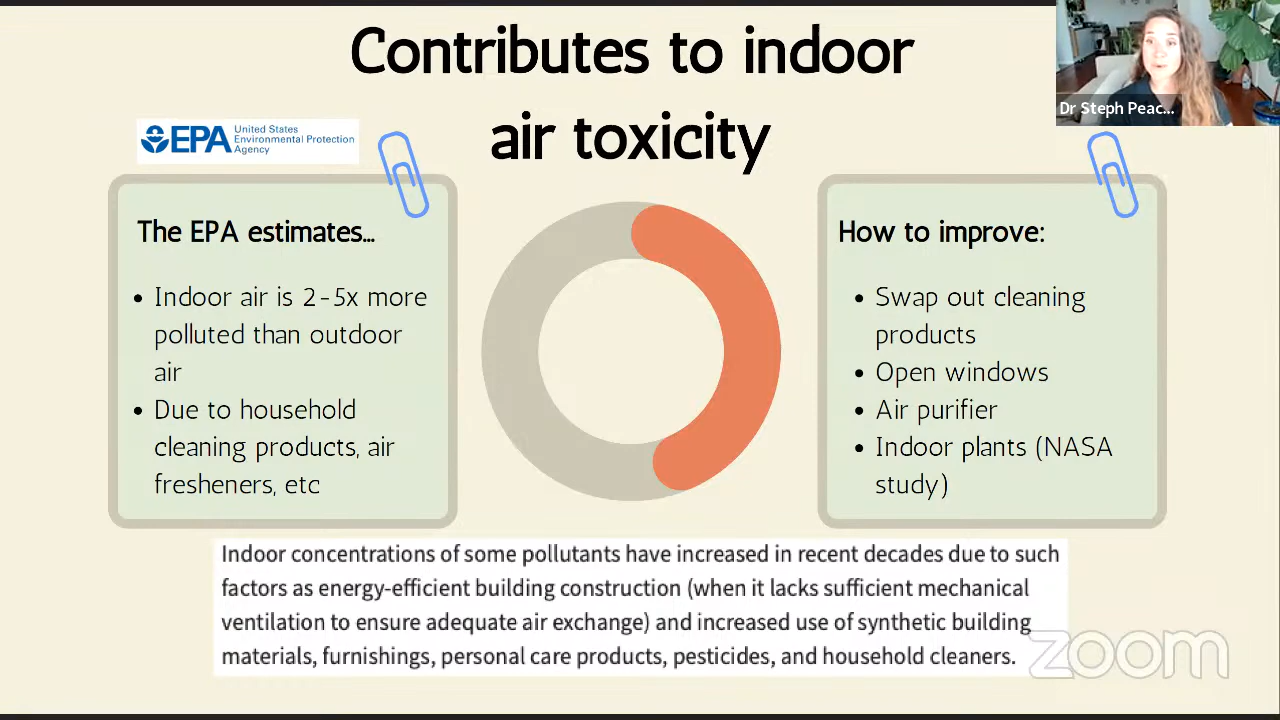 Contributes to indoor
air toxicity
EPA United States
Environmental Protection
Agency
Dr Steph Peac...
The EPA estimates...
• Indoor air is 2-5x more
polluted than outdoor
air
• Due to household
cleaning products, air
fresheners, etc
How to improve:
• Swap out cleaning
products
• Open windows
• Air purifier
• Indoor plants (NASA
study)
Indoor concentrations of some pollutants have increased in recent decades due to such
factors as energy-efficient building construction (when it lacks sufficient mechanical
ventilation to ensure adequate air exchange) and increased use of synthetic building
materials, furnishings, personal care products, pesticides, and household cleaners.
zoom